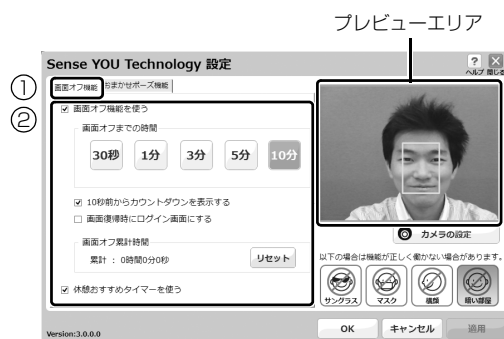 プレビューエリア
Sense YOU Technology 設定
ヘルプ 閉じる
①
画面オフ機能 おまかせポーズ機能
②
画面オフ機能を使う
画面オフまでの時間
30秒 1分 3分 5分 10分
10秒前からカウントダウンを表示する
画面復帰時にログイン画面にする
カメラの設定
画面オフ累計時間
累計 : 0時間0分0秒 リセット
以下の場合は機能が正しく働かない場合があります。
サングラス マスク 横顔 暗い部屋
休憩おすすめタイマーを使う
Version:3.0.0.0
OK キャンセル 適用